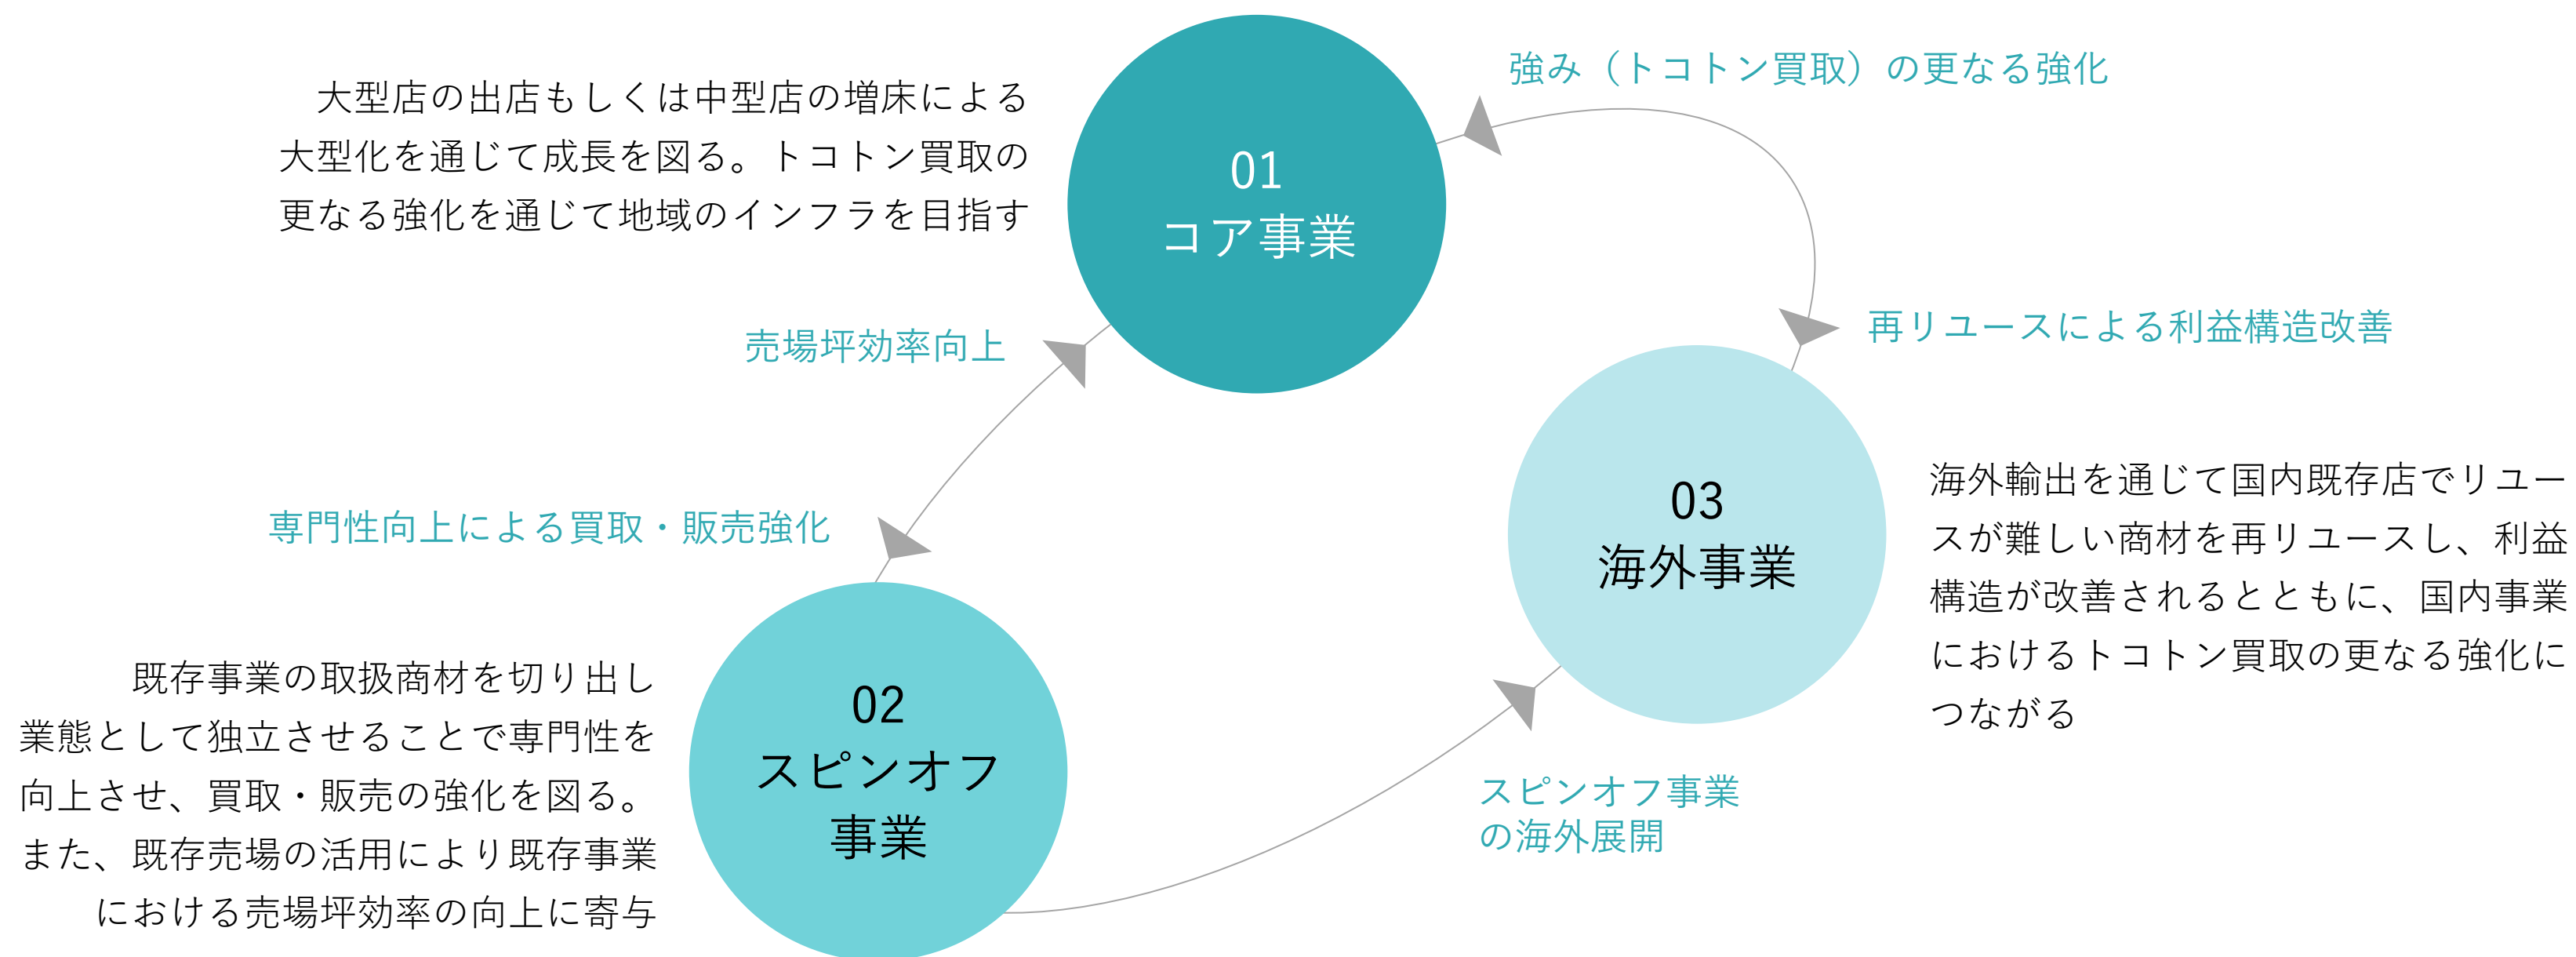 強み（トコトン買取）の更なる強化
大型店の出店もしくは中型店の増床による
大型化を通じて成長を図る。トコトン買取の
更なる強化を通じて地域のインフラを目指す
01
コア事業
売場坪効率向上
再リユースによる利益構造改善
専門性向上による買取・販売強化
03
海外事業
海外輸出を通じて国内既存店でリユー
スが難しい商材を再リユースし、利益
構造が改善されるとともに、国内事業
におけるトコトン買取の更なる強化に
つながる
既存事業の取扱商材を切り出し
業態として独立させることで専門性を
向上させ、買取・販売の強化を図る。
また、既存売場の活用により既存事業
における売場坪効率の向上に寄与
02
スピンオフ
事業
スピンオフ事業
の海外展開